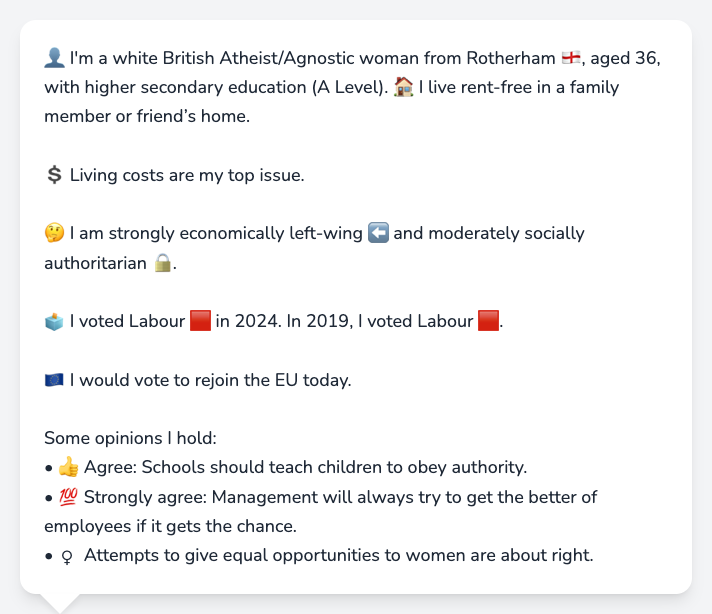 👤 I'm a white British Atheist/Agnostic woman from Rotherham 🏴󠁧󠁢󠁥󠁮󠁧󠁿, aged 36,
with higher secondary education (A Level). 🏠 I live rent-free in a family
member or friend’s home.
💲 Living costs are my top issue.
🤔 I am strongly economically left-wing ⬅️ and moderately socially
authoritarian 🔒.
🗳️ I voted Labour 🟥 in 2024. In 2019, I voted Labour 🟥.
🇪🇺 I would vote to rejoin the EU today.
Some opinions I hold:
• 👍 Agree: Schools should teach children to obey authority.
• 💯 Strongly agree: Management will always try to get the better of
employees if it gets the chance.
• ♀ Attempts to give equal opportunities to women are about right.